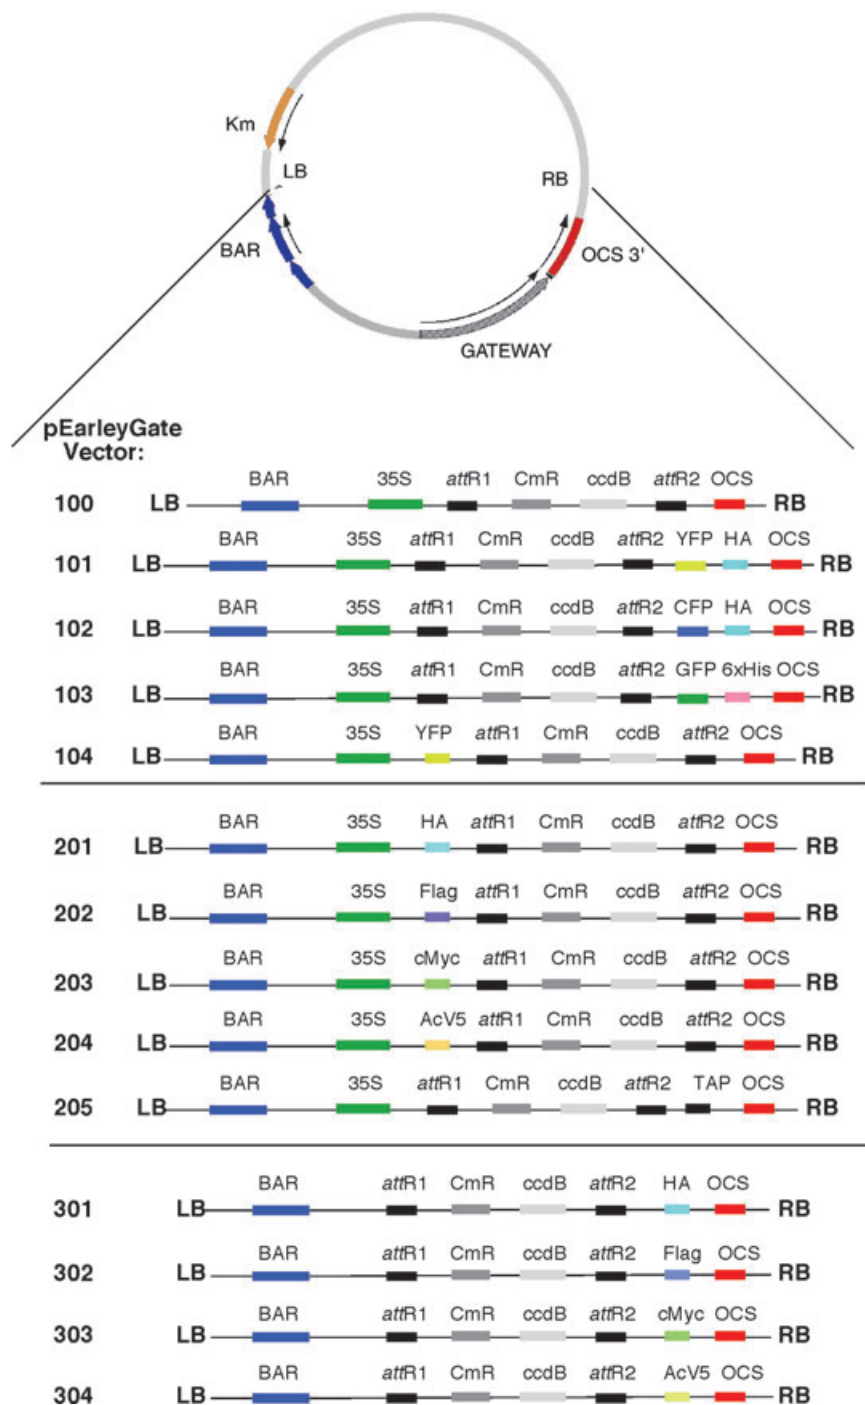 Km
LB
RB
BAR
OCS 3'
GATEWAY
pEarleyGate
Vector:
BAR 35S attR1 CmR ccdB attR2 OCS
100 LB RB
BAR 35S attR1 CmR ccdB attR2 YFP HA OCS
101 LB RB
BAR 35S attR1 CmR ccdB attR2 CFP HA OCS
102 LB RB
BAR 35S attR1 CmR ccdB attR2 GFP 6xHis OCS
103 LB RB
BAR 35S YFP attR1 CmR ccdB attR2 OCS
104 LB RB
BAR 35S HA attR1 CmR ccdB attR2 OCS
201 LB RB
BAR 35S Flag attR1 CmR ccdB attR2 OCS
202 LB RB
BAR 35S cMyc attR1 CmR ccdB attR2 OCS
203 LB RB
BAR 35S AcV5 attR1 CmR ccdB attR2 OCS
204 LB RB
BAR 35S attR1 CmR ccdB attR2 TAP OCS
205 LB RB
BAR attR1 CmR ccdB attR2 HA OCS
301 LB RB
BAR attR1 CmR ccdB attR2 Flag OCS
302 LB RB
BAR attR1 CmR ccdB attR2 cMyc OCS
303 LB RB
BAR attR1 CmR ccdB attR2 AcV5 OCS
304 LB RB